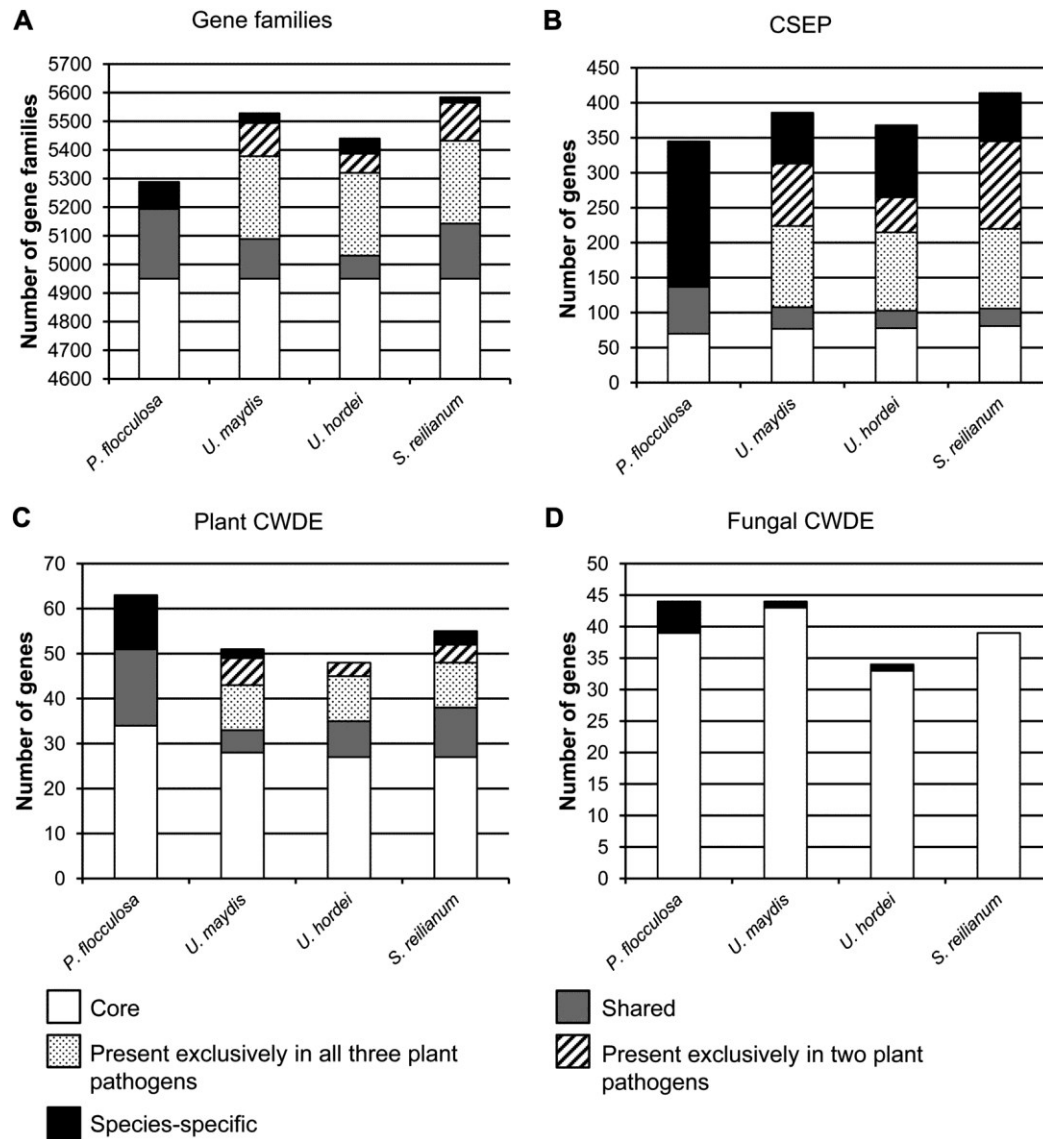 A
Gene families
Number of gene families
5700
5600
5500
5400
5300
5200
5100
5000
4900
4800
4700
4600
P. flocculosa
U. maydis
U. hordei
S. reilianum
B
CSEP
Number of genes
450
400
350
300
250
200
150
100
50
0
P. flocculosa
U. maydis
U. hordei
S. reilianum
C
Plant CWDE
Number of genes
70
60
50
40
30
20
10
0
P. flocculosa
U. maydis
U. hordei
S. reilianum
D
Fungal CWDE
Number of genes
50
45
40
35
30
25
20
15
10
5
0
P. flocculosa
U. maydis
U. hordei
S. reilianum
Core
Present exclusively in all three plant
pathogens
Species-specific
Shared
Present exclusively in two plant
pathogens